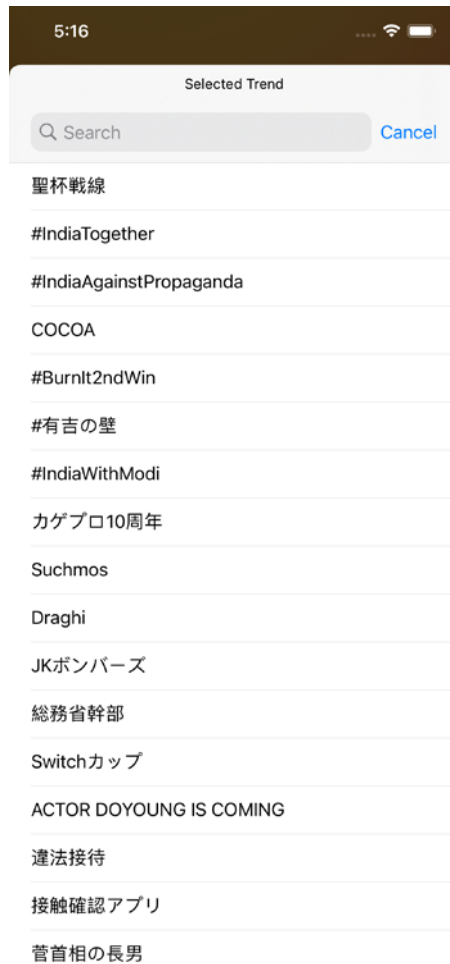 5:16
Selected Trend
Search
Cancel
聖杯戦線
#IndiaTogether
#IndiaAgainstPropaganda
COCOA
#BurnIt2ndWin
#有吉の壁
#IndiaWithModi
カゲプロ10周年
Suchmos
Draghi
JKボンバーズ
総務省幹部
Switchカップ
ACTOR DOYOUNG IS COMING
違法接待
接触確認アプリ
菅首相の長男